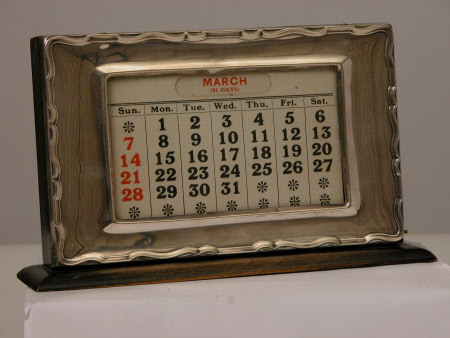 MARCH
(31 DAYS)
Sun. Mon. Tue. Wed. Thu. Fri. Sat.
❋ 1 2 3 4 5 6
7 8 9 10 11 12 13
14 15 16 17 18 19 20
21 22 23 24 25 26 27
28 29 30 31 ❋ ❋ ❋
❋ ❋ ❋ ❋ ❋ ❋ ❋